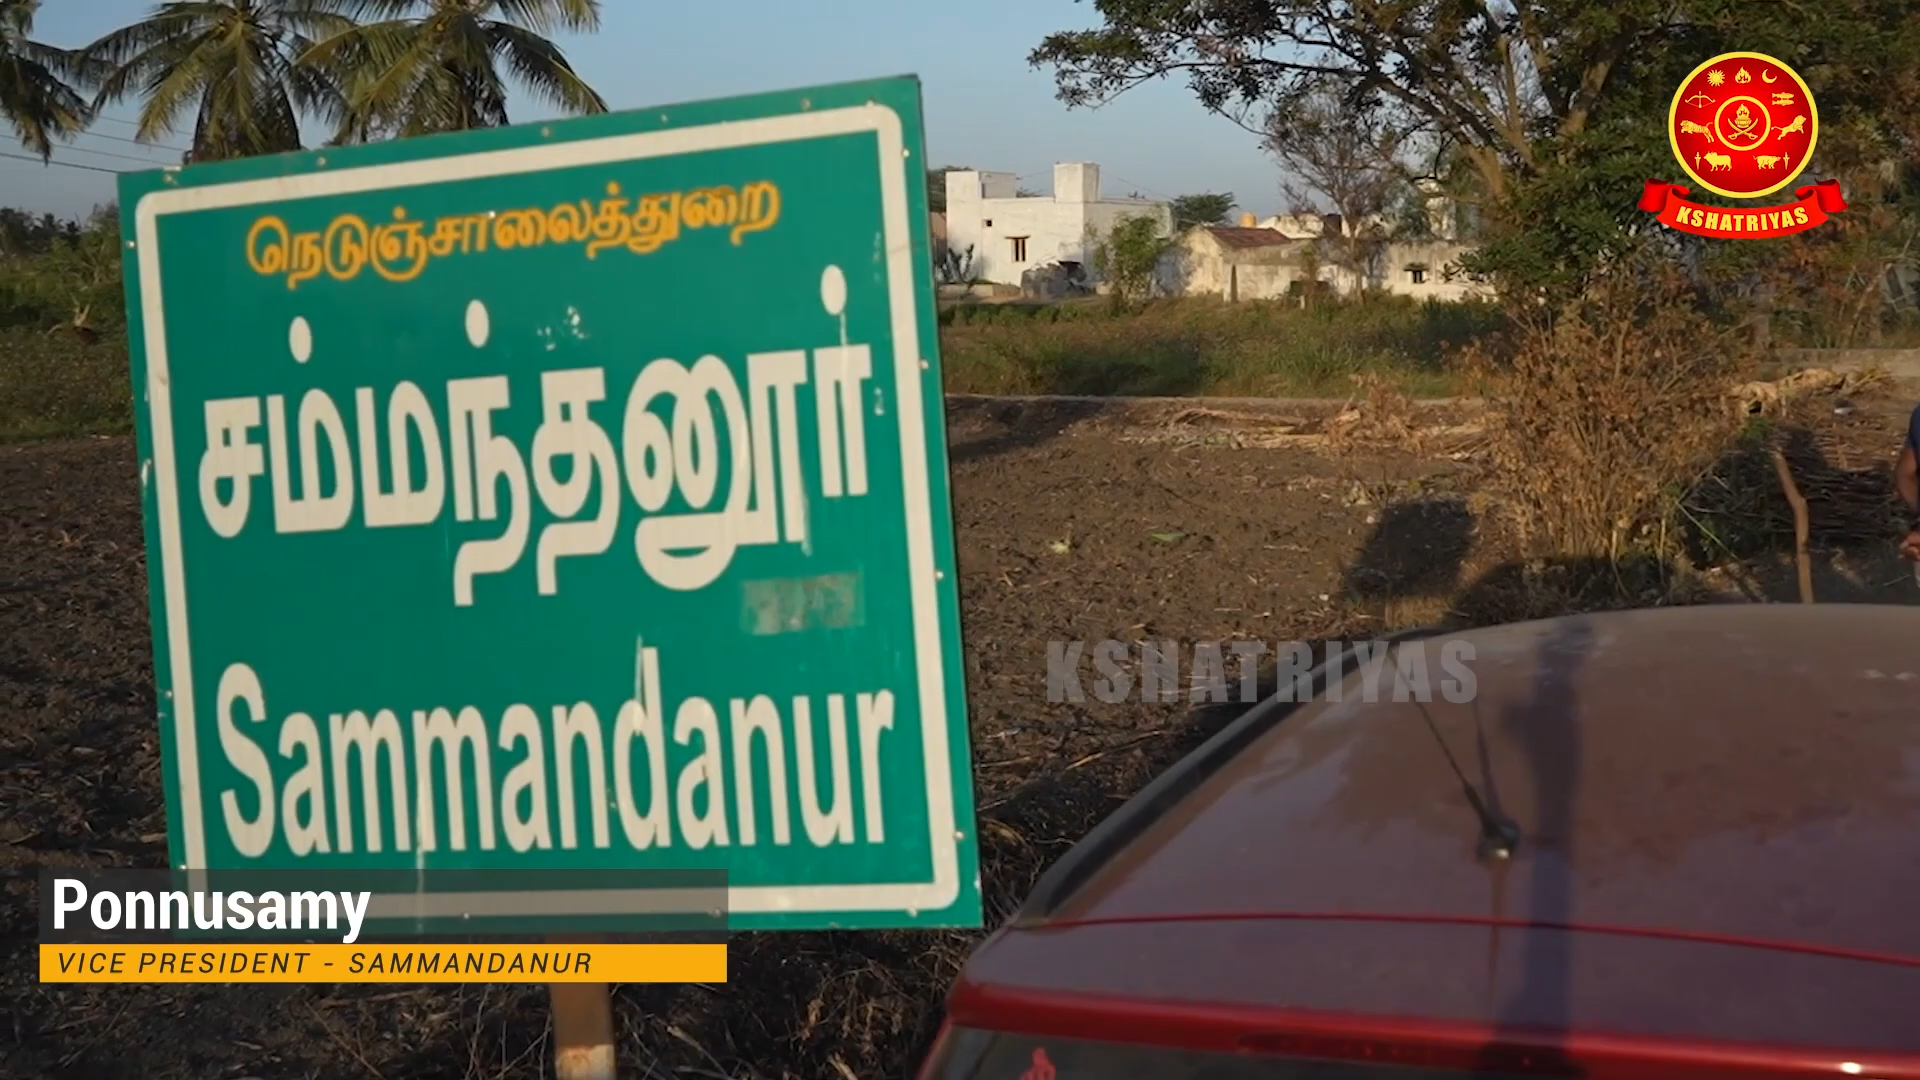 நெடுஞ்சாலைத்துறை
சம்மந்தனூர்
Sammandanur
KSHATRIYAS
KSHATRIYAS
Ponnusamy
VICE PRESIDENT - SAMMANDANUR